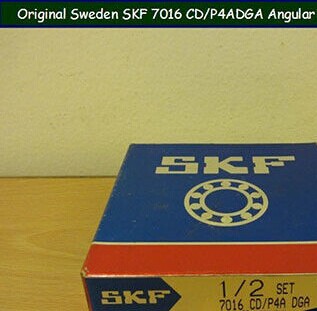 Original Sweden SKF 7016 CD/P4ADGA Angular
SKF
SKF
1/2 SET
7016 CD/P4A DGA